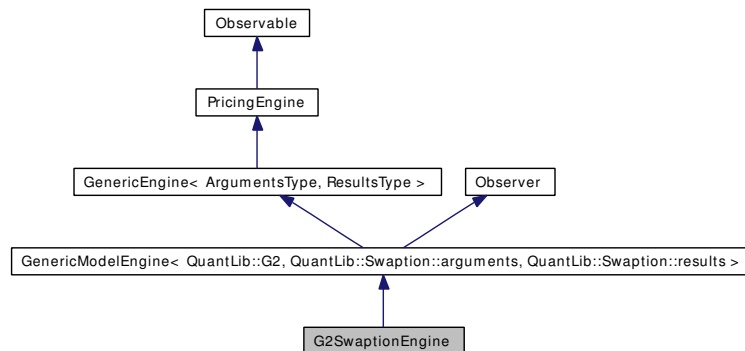 Observable
PricingEngine
GenericEngine< ArgumentsType, ResultsType >
Observer
GenericModelEngine< QuantLib::G2, QuantLib::Swaption::arguments, QuantLib::Swaption::results >
G2SwaptionEngine